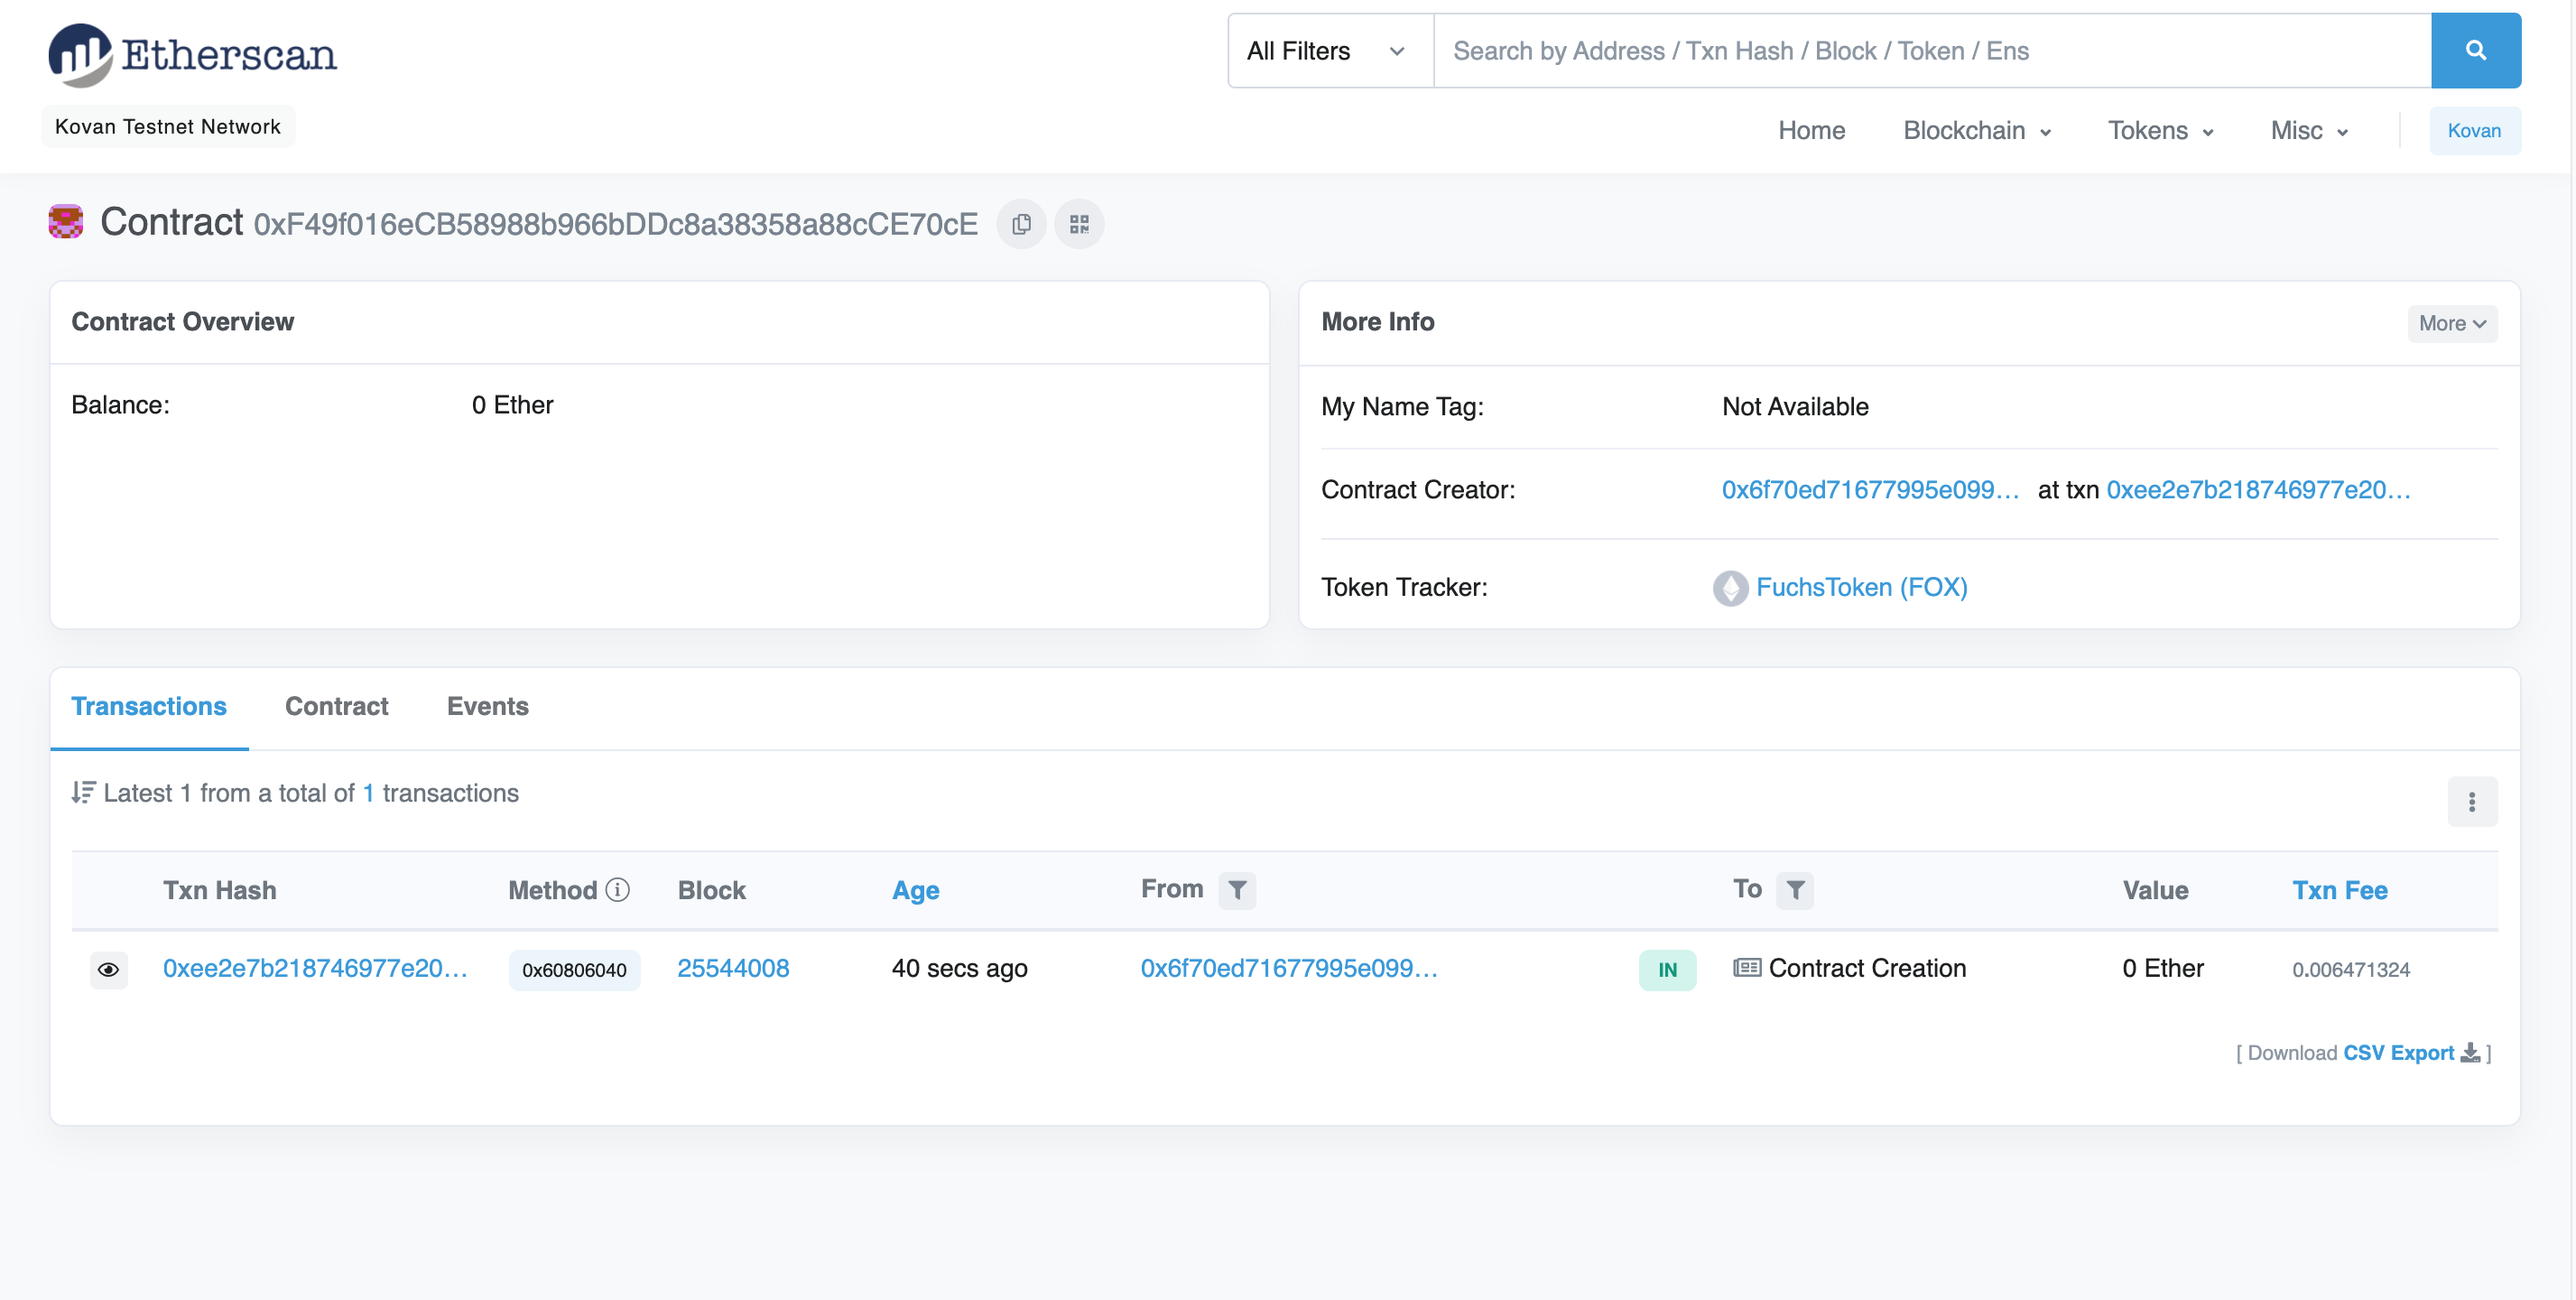 Etherscan
All Filters
Search by Address / Txn Hash / Block / Token / Ens
Kovan Testnet Network
Home Blockchain Tokens Misc Kovan
Contract 0xF49f016eCB58988b966bDDc8a38358a88cCE70cE
Contract Overview
Balance: 0 Ether
More Info More
My Name Tag: Not Available
Contract Creator: 0x6f70ed71677995e099... at txn 0xee2e7b218746977e20...
Token Tracker: FuchsToken (FOX)
Transactions Contract Events
Latest 1 from a total of 1 transactions
Txn Hash Method Block Age From To Value Txn Fee
0xee2e7b218746977e20... 0x60806040 25544008 40 secs ago 0x6f70ed71677995e099... IN Contract Creation 0 Ether 0.006471324
[ Download CSV Export ]